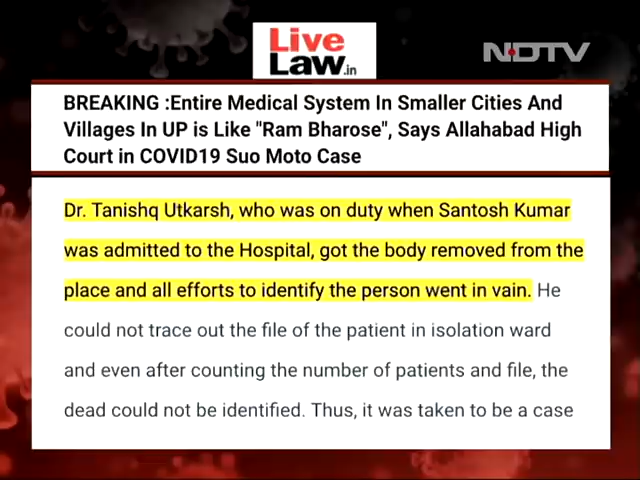 Live
Law.in
NDTV
BREAKING :Entire Medical System In Smaller Cities And
Villages In UP is Like "Ram Bharose", Says Allahabad High
Court in COVID19 Suo Moto Case
Dr. Tanishq Utkarsh, who was on duty when Santosh Kumar
was admitted to the Hospital, got the body removed from the
place and all efforts to identify the person went in vain. He
could not trace out the file of the patient in isolation ward
and even after counting the number of patients and file, the
dead could not be identified. Thus, it was taken to be a case